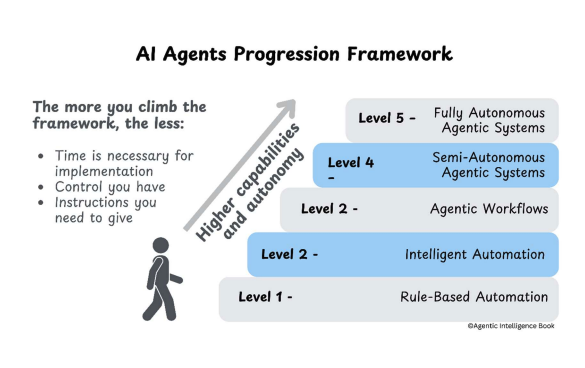 AI Agents Progression Framework
The more you climb the
framework, the less:
• Time is necessary for
implementation
• Control you have
• Instructions you
need to give
Higher capabilities
and autonomy
Level 5 - Fully Autonomous
Agentic Systems
Level 4
- Semi-Autonomous
Agentic Systems
Level 2 - Agentic Workflows
Level 2 - Intelligent Automation
Level 1 - Rule-Based Automation
©Agentic Intelligence Book